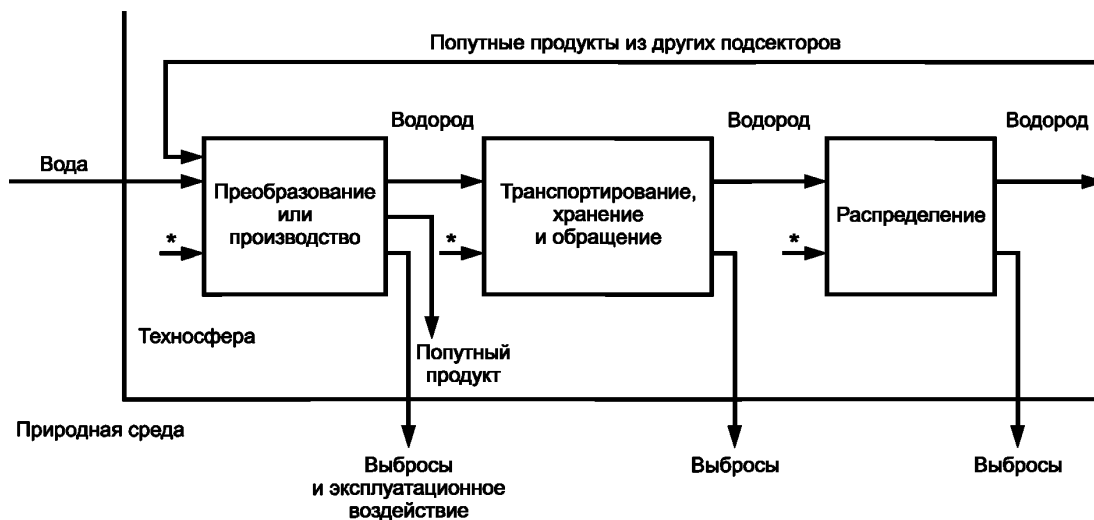 Попутные продукты из других подсекторов
Водород
Водород
Водород
Вода
Преобразование
или
производство
Транспортирование,
хранение
и обращение
Распределение
*
*
*
Техносфера
Попутный
продукт
Природная среда
Выбросы
и эксплуатационное
воздействие
Выбросы
Выбросы